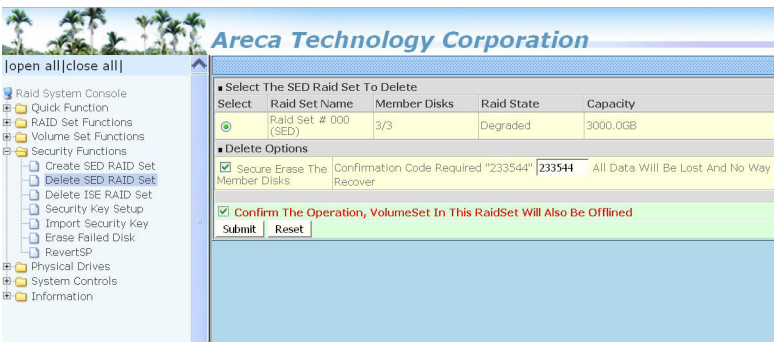 Areca Technology Corporation
|open all|close all|
Raid System Console
Quick Function
RAID Set Functions
Volume Set Functions
Security Functions
Create SED RAID Set
Delete SED RAID Set
Delete ISE RAID Set
Security Key Setup
Import Security Key
Erase Failed Disk
RevertSP
Physical Drives
System Controls
Information
Select The SED Raid Set To Delete
Select Raid Set Name Member Disks Raid State Capacity
Raid Set # 000 (SED) 3/3 Degraded 3000.0GB
Delete Options
Secure Erase The Member Disks Confirmation Code Required "233544" 233544 All Data Will Be Lost And No Way Recover
Confirm The Operation, VolumeSet In This RaidSet Will Also Be Offlined
Submit Reset